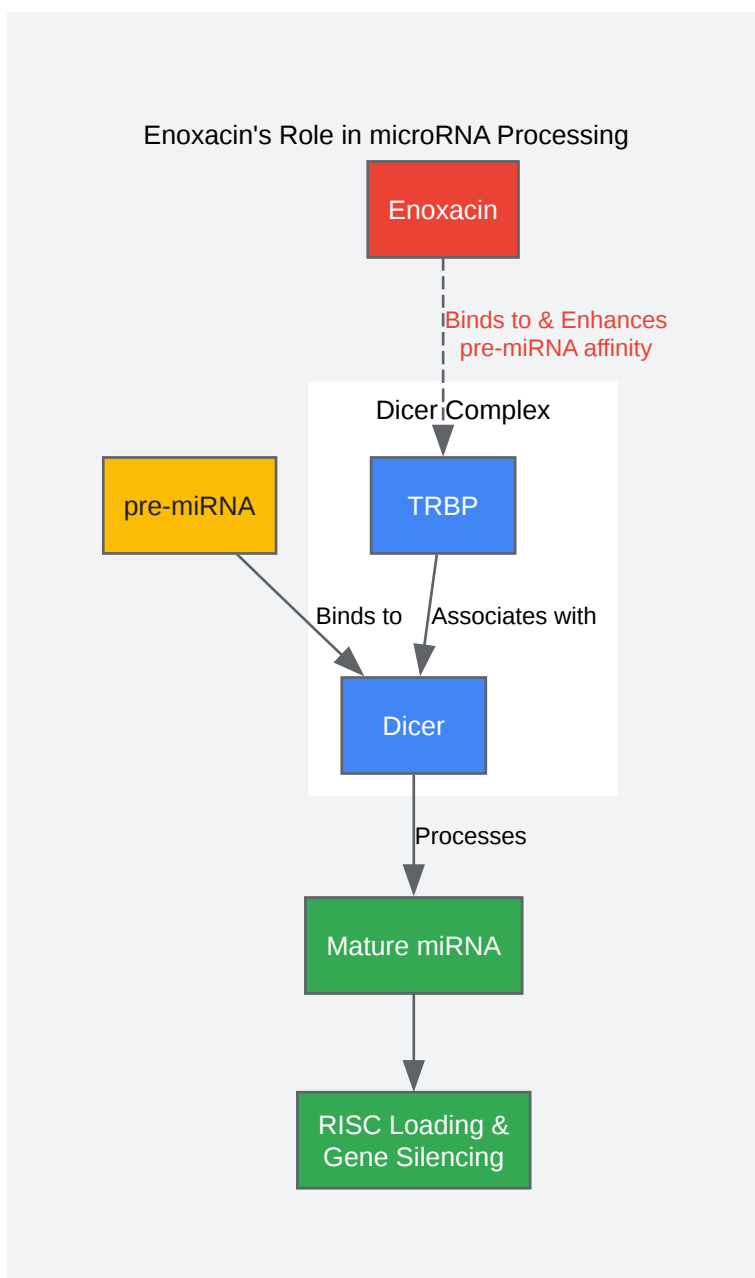 Enoxacin's Role in microRNA Processing
Enoxacin
Binds to & Enhances
pre-miRNA affinity
Dicer Complex
pre-miRNA
TRBP
Binds to
Associates with
Dicer
Processes
Mature miRNA
RISC Loading &
Gene Silencing